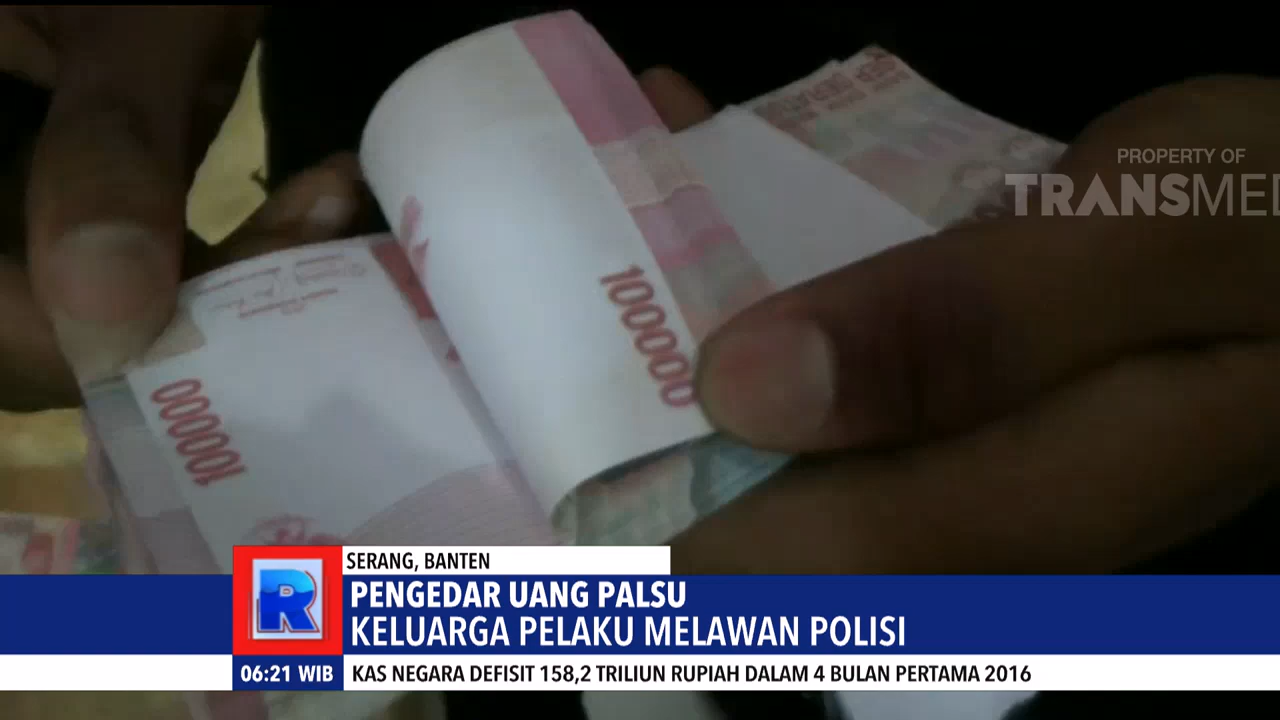 PROPERTY OF
TRANSMED
100000
100000
SERANG, BANTEN
R
PENGEDAR UANG PALSU
KELUARGA PELAKU MELAWAN POLISI
06:21 WIB
KAS NEGARA DEFISIT 158,2 TRILIUN RUPIAH DALAM 4 BULAN PERTAMA 2016